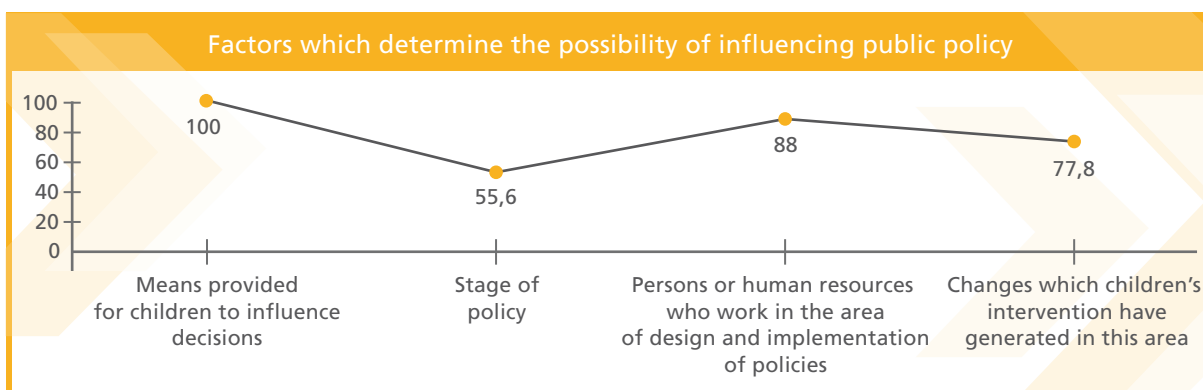 Factors which determine the possibility of influencing public policy
100
80
60
40
20
0
100
55,6
88
77,8
Means provided
for children to influence
decisions
Stage of
policy
Persons or human resources
who work in the area
of design and implementation
of policies
Changes which children's
intervention have
generated in this area